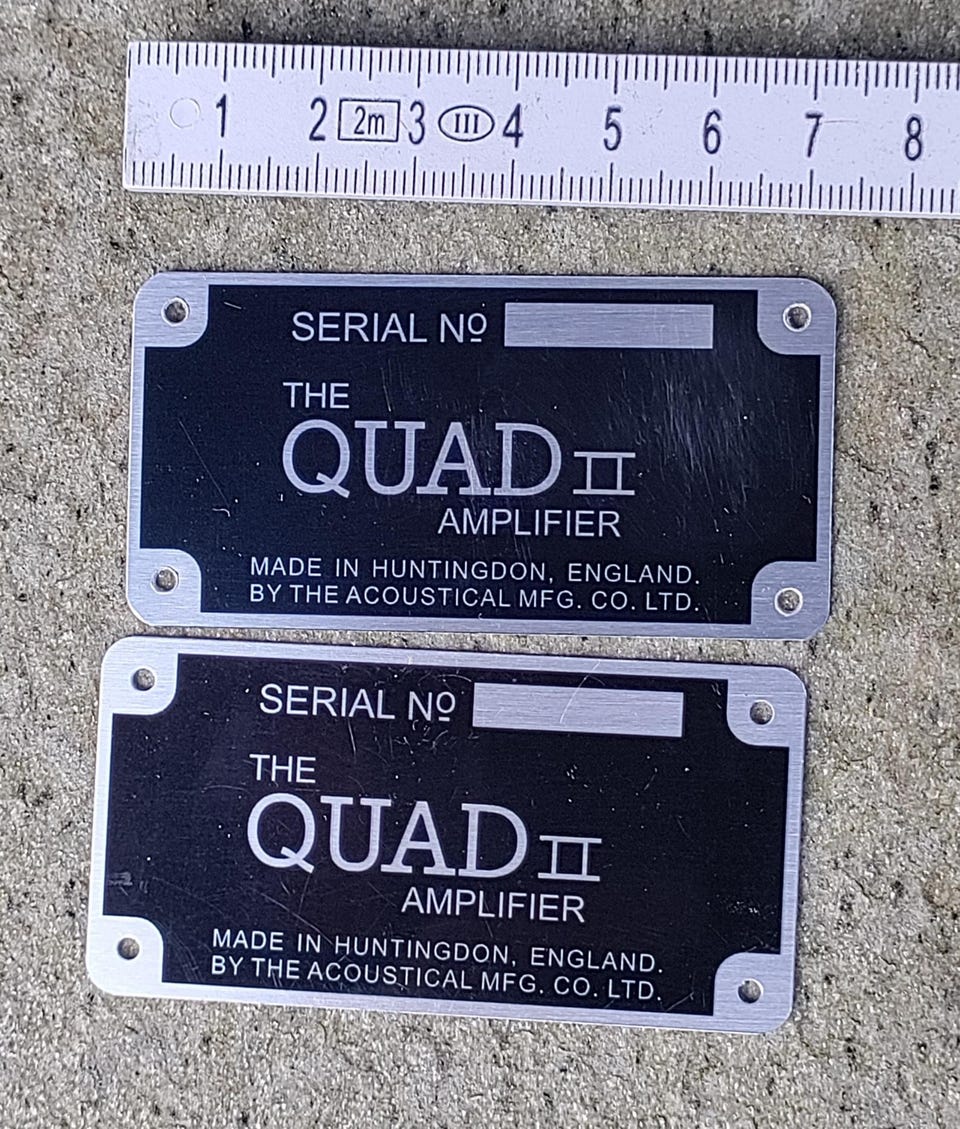 1 2 2m 3 III 4 5 6 7 8
SERIAL Nº
THE
QUAD II
AMPLIFIER
MADE IN HUNTINGDON, ENGLAND.
BY THE ACOUSTICAL MFG. CO. LTD.
SERIAL Nº
THE
QUAD II
AMPLIFIER
MADE IN HUNTINGDON, ENGLAND.
BY THE ACOUSTICAL MFG. CO. LTD.